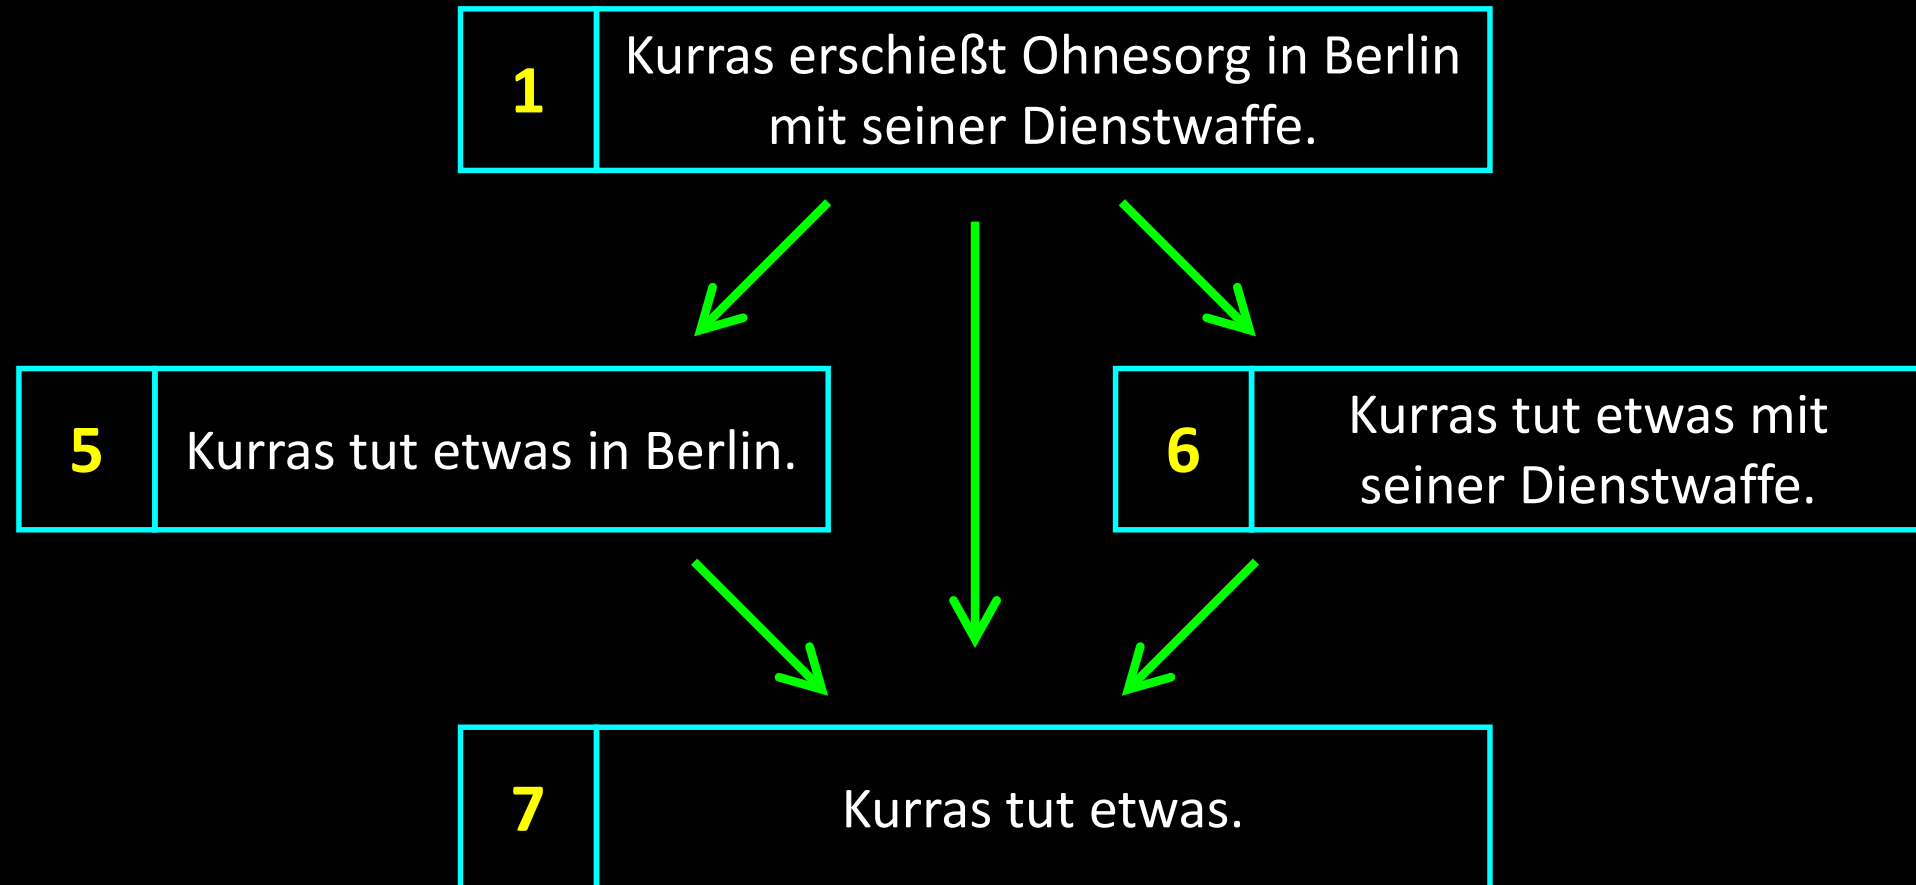 1
Kurras erschießt Ohnesorg in Berlin
mit seiner Dienstwaffe.
5
Kurras tut etwas in Berlin.
6
Kurras tut etwas mit
seiner Dienstwaffe.
7
Kurras tut etwas.